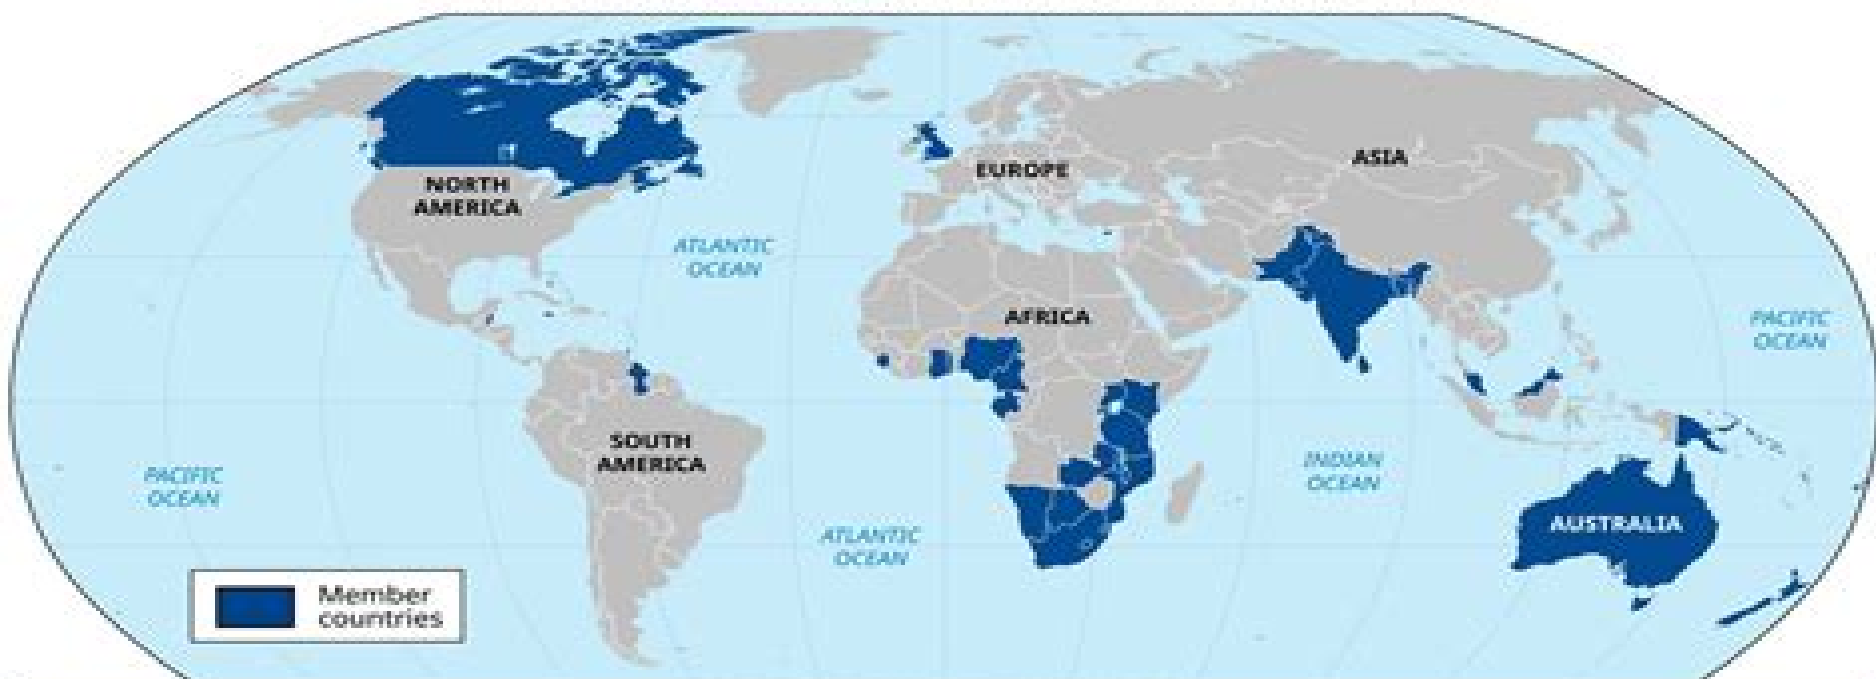 NORTH
AMERICA
EUROPE
ASIA
ATLANTIC
OCEAN
AFRICA
PACIFIC
OCEAN
SOUTH
AMERICA
PACIFIC
OCEAN
INDIAN
OCEAN
ATLANTIC
OCEAN
AUSTRALIA
Member
countries